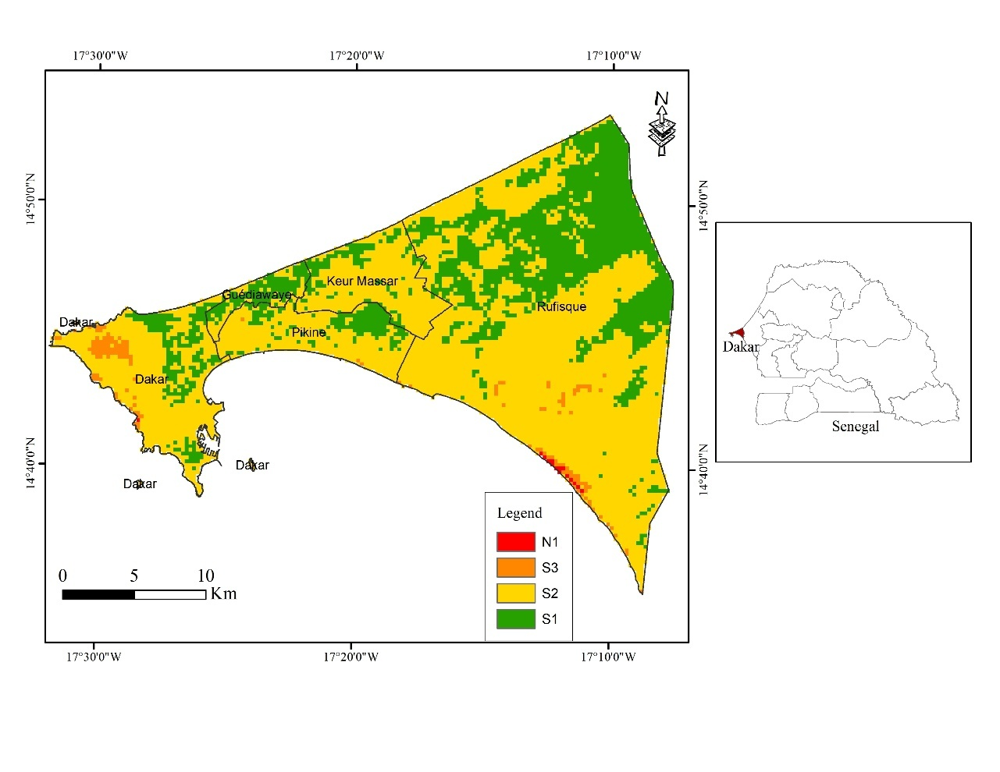 17°30'0"W 17°20'0"W 17°10'0"W
N
14°50'0"N
14°50'0"N
Keur Massar
Guédiawaye
Rufisque
Dakar
Pikine
Dakar
Dakar
Senegal
Dakar
14°40'0"N
14°40'0"N
Dakar
Dakar
Legend
N1
S3
S2
S1
0 5 10
Km
17°30'0"W 17°20'0"W 17°10'0"W